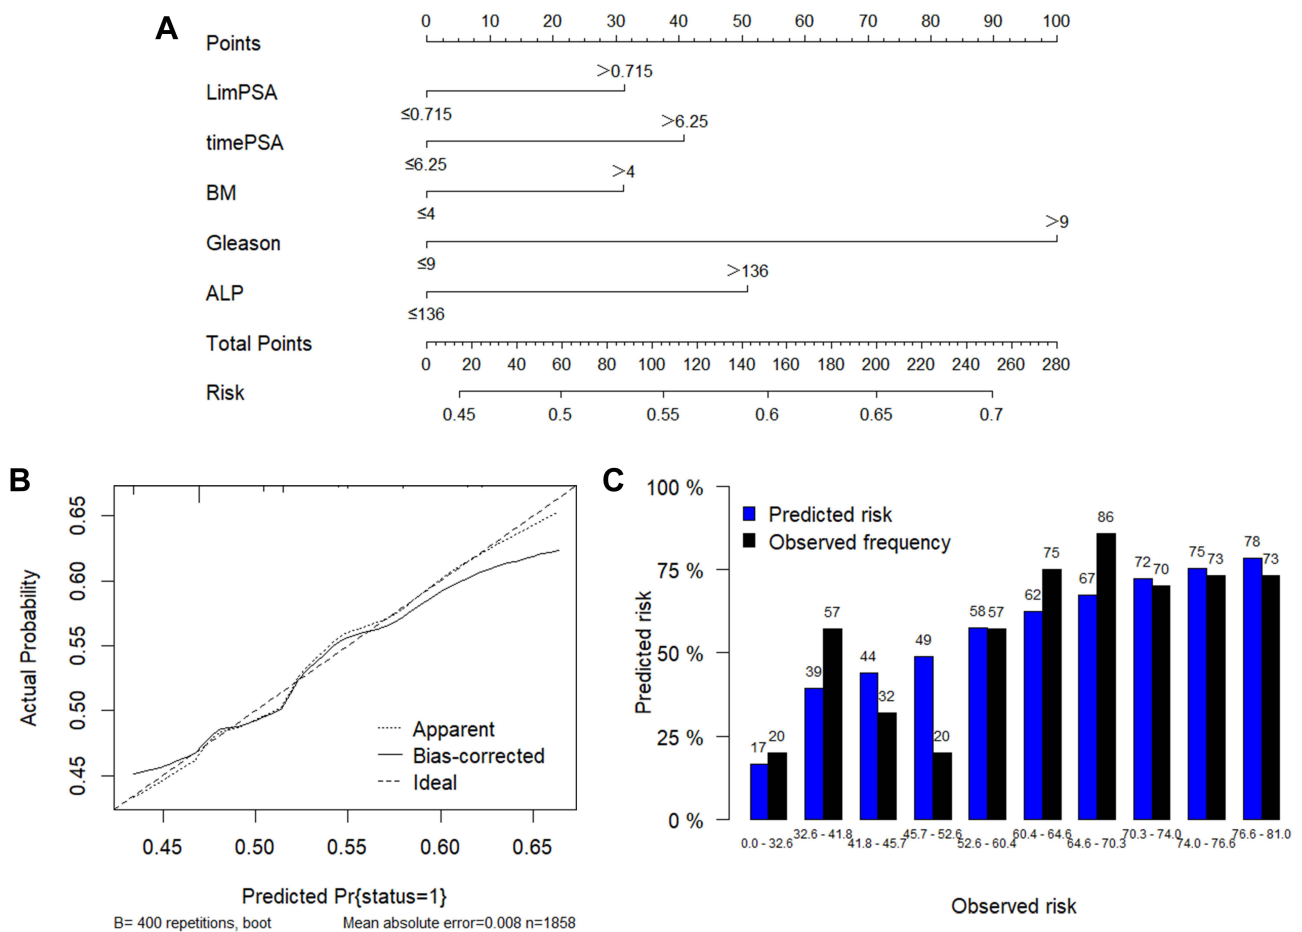 A
Points
0 10 20 30 40 50 60 70 80 90 100
LimPSA
>0.715
≤0.715
timePSA
>6.25
≤6.25
BM
>4
≤4
Gleason
>9
≤9
ALP
>136
≤136
Total Points
0 20 40 60 80 100 120 140 160 180 200 220 240 260 280
Risk
0.45 0.5 0.55 0.6 0.65 0.7
B
Actual Probability
0.65
0.60
0.55
0.50
0.45
Apparent
Bias-corrected
Ideal
0.45 0.50 0.55 0.60 0.65
Predicted Pr{status=1}
B= 400 repetitions, boot
Mean absolute error=0.008 n=1858
C
Predicted risk
100 %
75 %
50 %
25 %
0 %
Predicted risk
Observed frequency
17 20
39 57
44 32
49 20
58 57
62 75
67 86
72 70
75 73
78 73
0.0 - 32.6
32.6 - 41.8
41.8 - 45.7
45.7 - 52.6
52.6 - 60.4
60.4 - 64.6
64.6 - 70.3
70.3 - 74.0
74.0 - 76.6
76.6 - 81.0
Observed risk